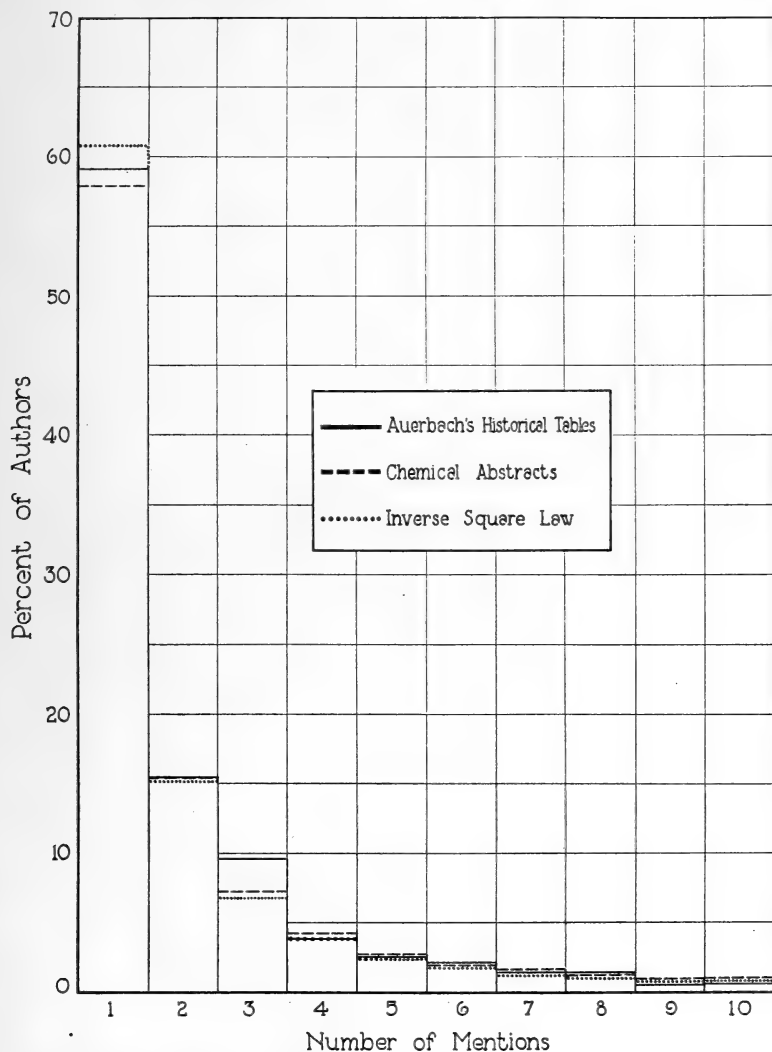 70
60
50
40
30
20
10
0
Percent of Authors
Auerbach's Historical Tables
Chemical Abstracts
Inverse Square Law
1 2 3 4 5 6 7 8 9 10
Number of Mentions